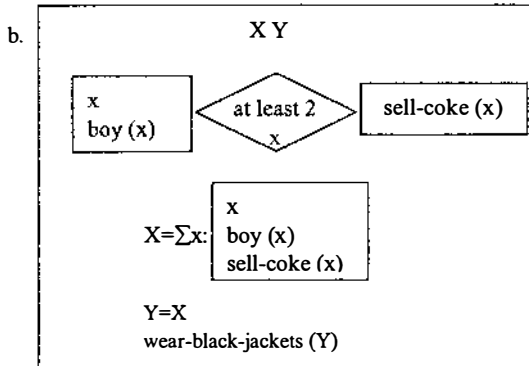 b.
X Y
x
boy (x)
at least 2
x
sell-coke (x)
X=∑x:
x
boy (x)
sell-coke (x)
Y=X
wear-black-jackets (Y)